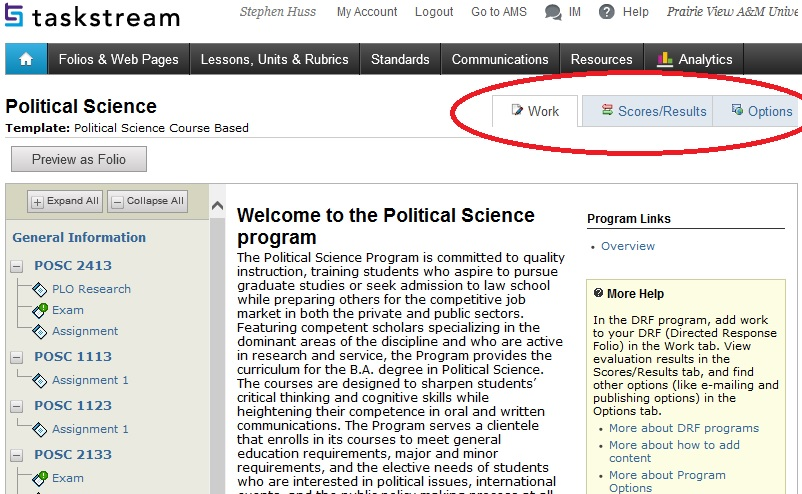 taskstream
Stephen Huss My Account Logout Go to AMS IM Help Prairie View A&M Unive
Folios & Web Pages Lessons, Units & Rubrics Standards Communications Resources Analytics
Political Science
Template: Political Science Course Based
Work Scores/Results Options
Preview as Folio
Expand All Collapse All
General Information
POSC 2413
PLO Research
Exam
Assignment
POSC 1113
Assignment 1
POSC 1123
Assignment 1
POSC 2133
Exam
Welcome to the Political Science
program
The Political Science Program is committed to quality
instruction, training students who aspire to pursue
graduate studies or seek admission to law school
while preparing others for the competitive job
market in both the private and public sectors.
Featuring competent scholars specializing in the
dominant areas of the discipline and who are active
in research and service, the Program provides the
curriculum for the B.A. degree in Political Science.
The courses are designed to sharpen students’
critical thinking and cognitive skills while
heightening their competence in oral and written
communications. The Program serves a clientele
that enrolls in its courses to meet general
education requirements, major and minor
requirements, and the elective needs of students
who are interested in political issues, international
events, and the public policy making process at all
Program Links
Overview
More Help
In the DRF program, add work
to your DRF (Directed Response
Folio) in the Work tab. View
evaluation results in the
Scores/Results tab, and find
other options (like e-mailing and
publishing options) in the
Options tab.
More about DRF programs
More about how to add
content
More about Program
Options